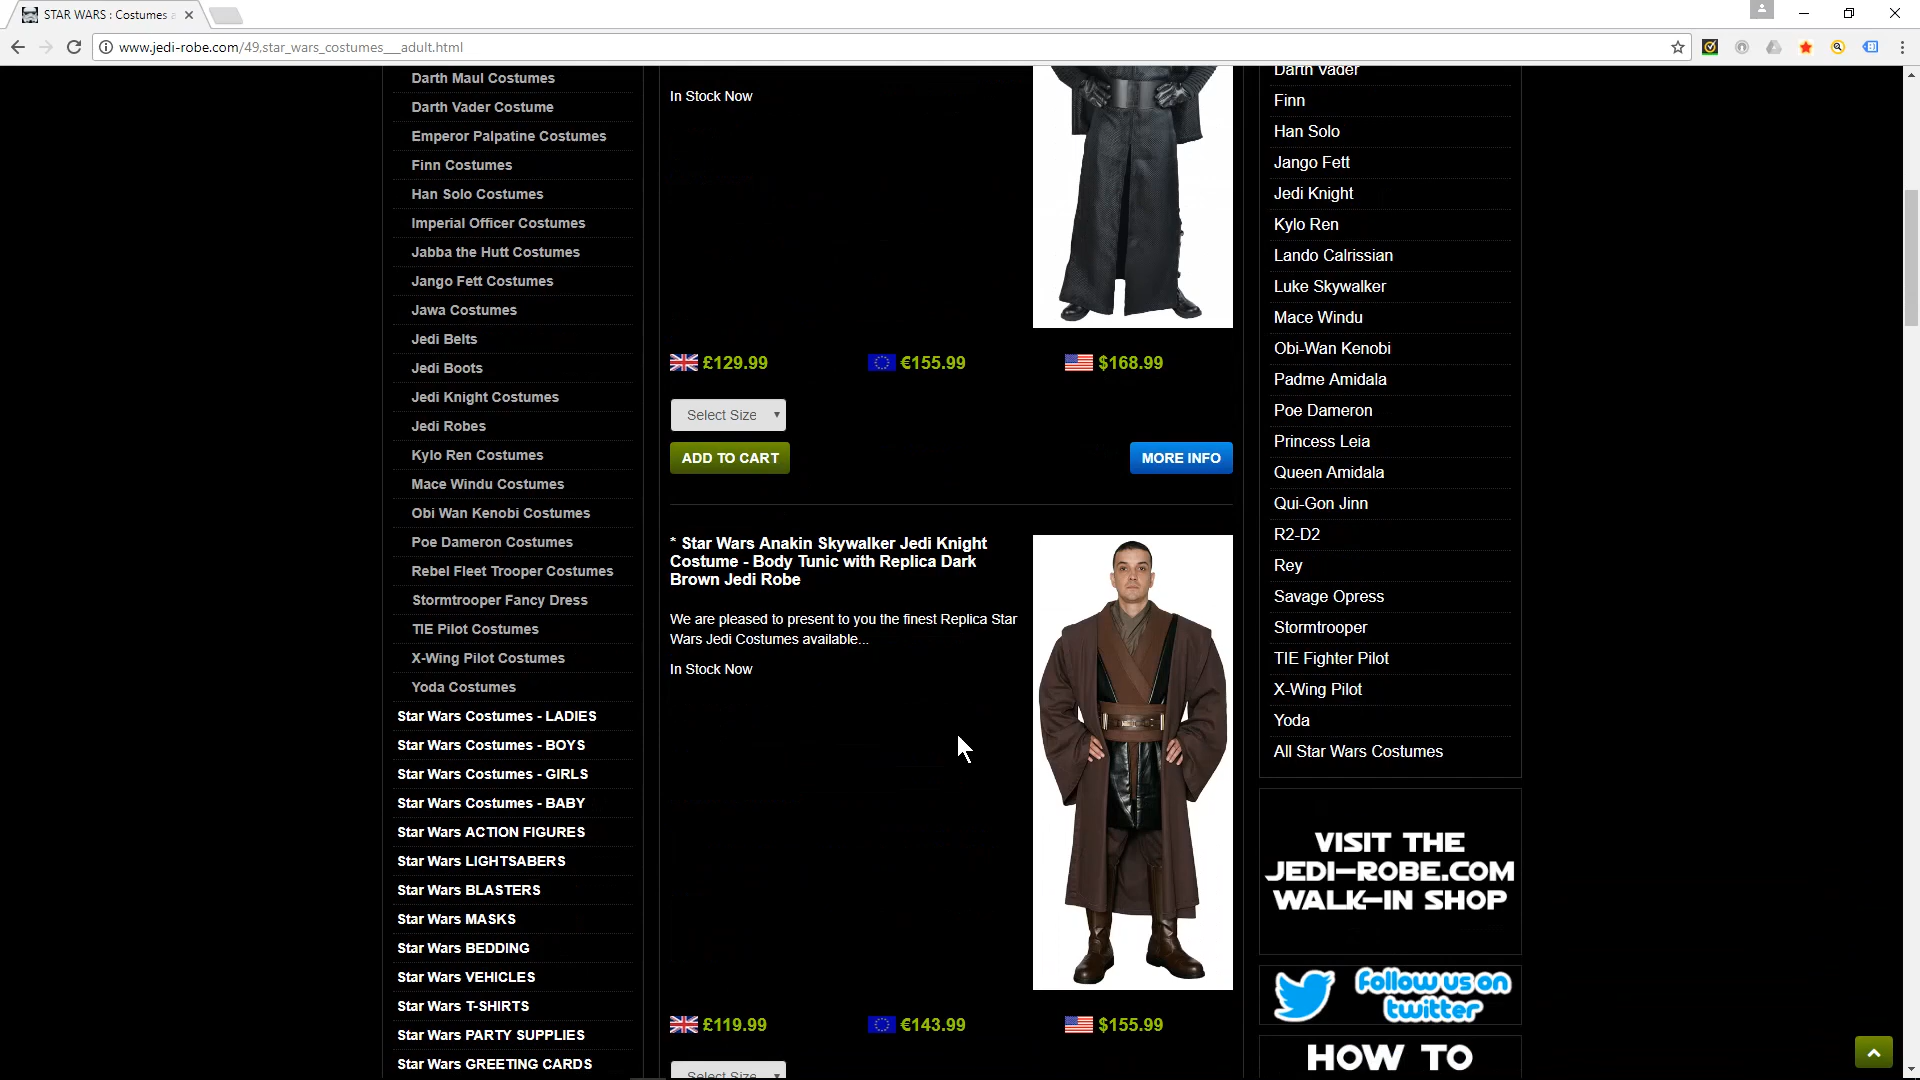 STAR WARS : Costumes a
www.jedi-robe.com/49,star_wars_costumes__adult.html
Darth Maul Costumes
Darth Vader Costume
Emperor Palpatine Costumes
Finn Costumes
Han Solo Costumes
Imperial Officer Costumes
Jabba the Hutt Costumes
Jango Fett Costumes
Jawa Costumes
Jedi Belts
Jedi Boots
Jedi Knight Costumes
Jedi Robes
Kylo Ren Costumes
Mace Windu Costumes
Obi Wan Kenobi Costumes
Poe Dameron Costumes
Rebel Fleet Trooper Costumes
Stormtrooper Fancy Dress
TIE Pilot Costumes
X-Wing Pilot Costumes
Yoda Costumes
Star Wars Costumes - LADIES
Star Wars Costumes - BOYS
Star Wars Costumes - GIRLS
Star Wars Costumes - BABY
Star Wars ACTION FIGURES
Star Wars LIGHTSABERS
Star Wars BLASTERS
Star Wars MASKS
Star Wars BEDDING
Star Wars VEHICLES
Star Wars T-SHIRTS
Star Wars PARTY SUPPLIES
Star Wars GREETING CARDS
In Stock Now
£129.99 €155.99 $168.99
Select Size
ADD TO CART MORE INFO
* Star Wars Anakin Skywalker Jedi Knight
Costume - Body Tunic with Replica Dark
Brown Jedi Robe
We are pleased to present to you the finest Replica Star
Wars Jedi Costumes available...
In Stock Now
£119.99 €143.99 $155.99
Select Size
Darth Vader
Finn
Han Solo
Jango Fett
Jedi Knight
Kylo Ren
Lando Calrissian
Luke Skywalker
Mace Windu
Obi-Wan Kenobi
Padme Amidala
Poe Dameron
Princess Leia
Queen Amidala
Qui-Gon Jinn
R2-D2
Rey
Savage Opress
Stormtrooper
TIE Fighter Pilot
X-Wing Pilot
Yoda
All Star Wars Costumes
VISIT THE
JEDI-ROBE.COM
WALK-IN SHOP
Follow us on
twitter
HOW TO